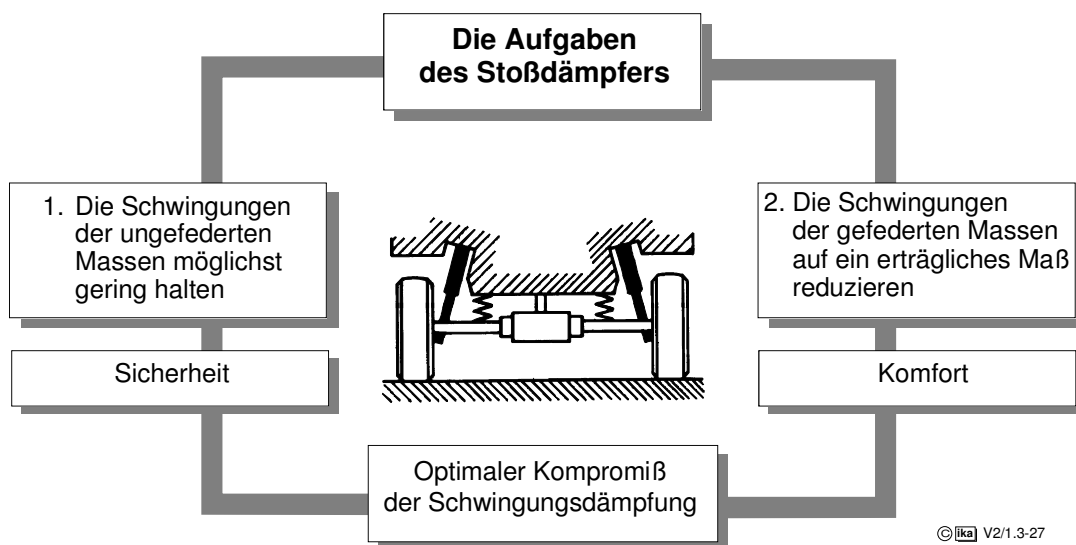 Die Aufgaben
des Stoßdämpfers
1. Die Schwingungen
der ungefederten
Massen möglichst
gering halten
2. Die Schwingungen
der gefederten Massen
auf ein erträgliches Maß
reduzieren
Sicherheit
Komfort
Optimaler Kompromiß
der Schwingungsdämpfung
© ika V2/1.3-27